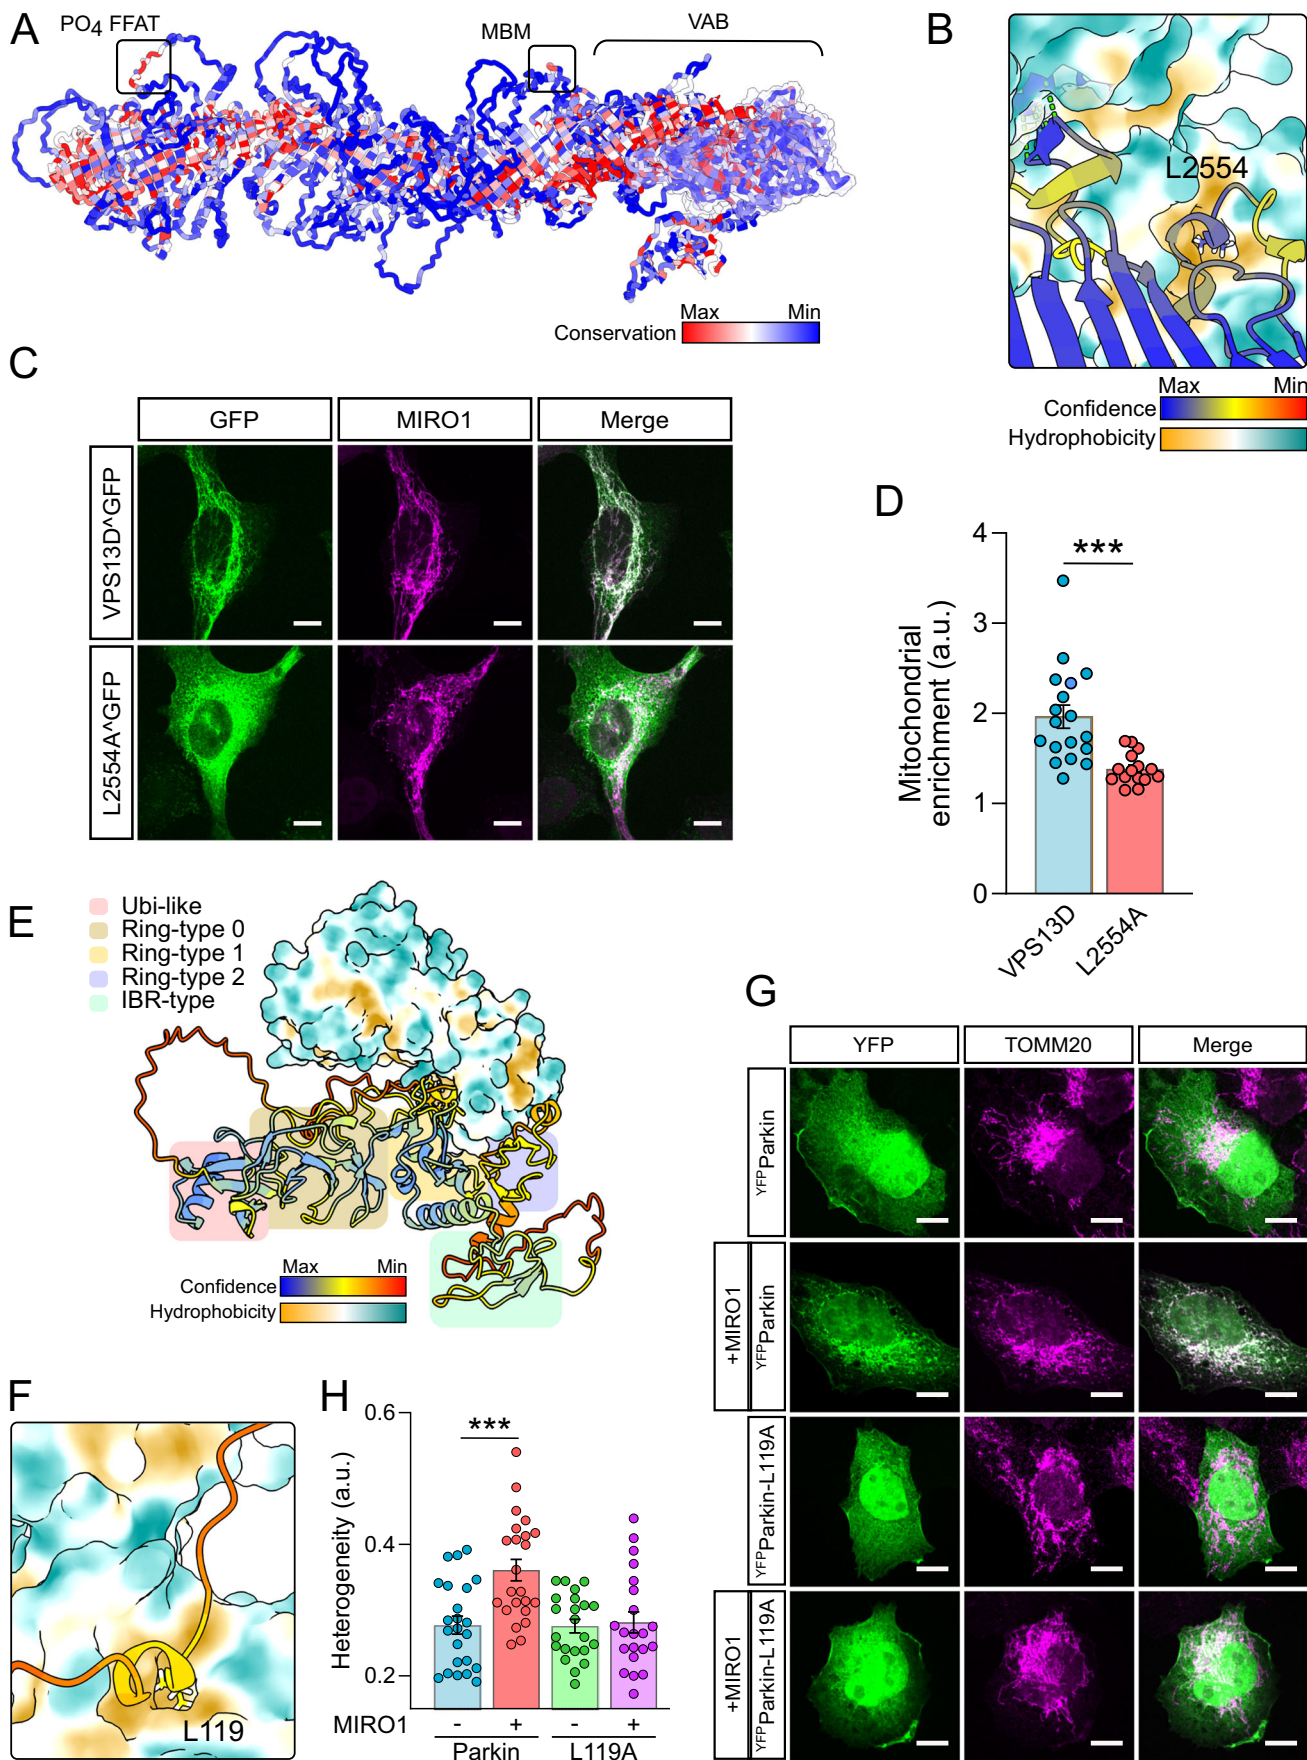 A
PO4 FFAT
MBM
VAB
Max Min
Conservation
B
L2554
Max Min
Confidence
Hydrophobicity
C
GFP MIRO1 Merge
VPS13D^GFP
L2554A^GFP
D
***
Mitochondrial
enrichment (a.u.)
4
3
2
1
0
VPS13D L2554A
E
Ubi-like
Ring-type 0
Ring-type 1
Ring-type 2
IBR-type
Max Min
Confidence
Hydrophobicity
F
L119
G
YFP TOMM20 Merge
YFPParkin
+MIRO1
YFPParkin
YFPParkin-L119A
+MIRO1
YFPParkin-L119A
H
***
Heterogeneity (a.u.)
0.6
0.4
0.2
MIRO1 - + - +
Parkin L119A